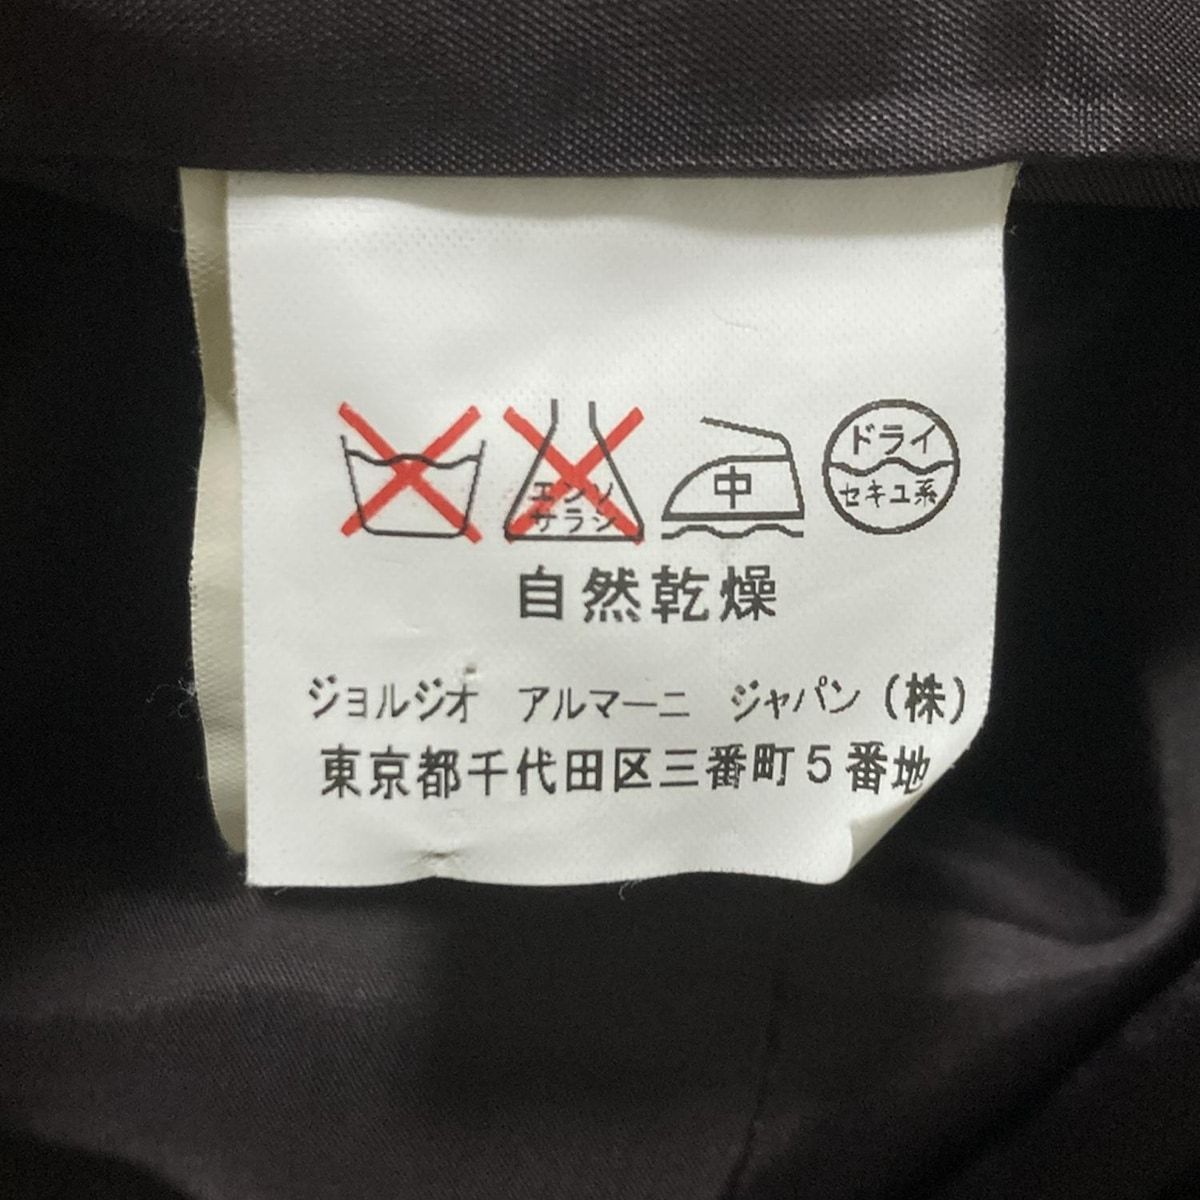 エンソ 中 ドライ
サラシ セキユ系
自然乾燥
ジョルジオ アルマーニ ジャパン(株)
東京都千代田区三番町5番地